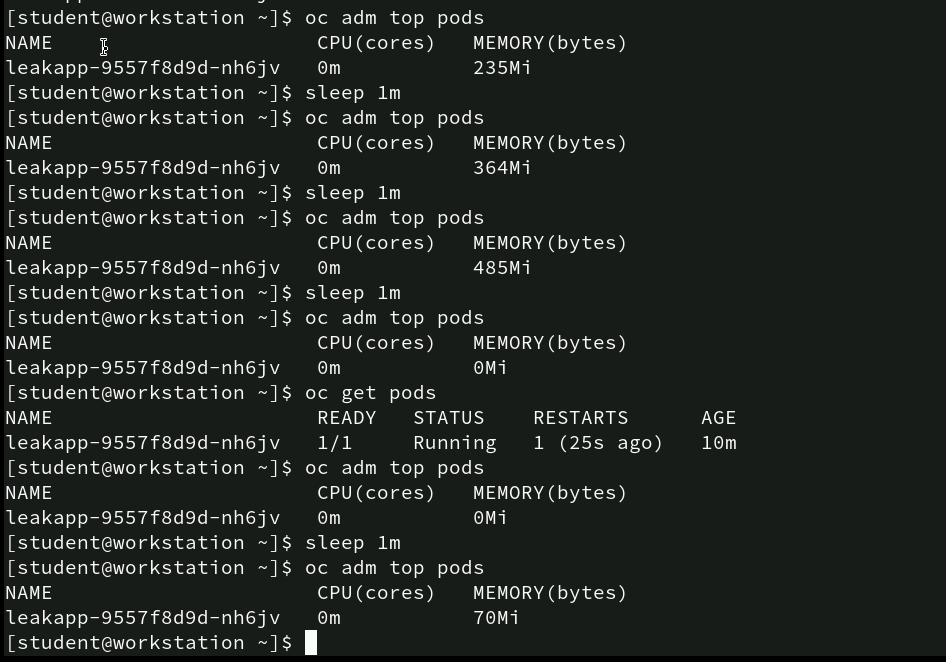 [student@workstation ~]$ oc adm top pods
NAME                       CPU(cores)   MEMORY(bytes)
leakapp-9557f8d9d-nh6jv   0m           235Mi
[student@workstation ~]$ sleep 1m
[student@workstation ~]$ oc adm top pods
NAME                       CPU(cores)   MEMORY(bytes)
leakapp-9557f8d9d-nh6jv   0m           364Mi
[student@workstation ~]$ sleep 1m
[student@workstation ~]$ oc adm top pods
NAME                       CPU(cores)   MEMORY(bytes)
leakapp-9557f8d9d-nh6jv   0m           485Mi
[student@workstation ~]$ sleep 1m
[student@workstation ~]$ oc adm top pods
NAME                       CPU(cores)   MEMORY(bytes)
leakapp-9557f8d9d-nh6jv   0m           0Mi
[student@workstation ~]$ oc get pods
NAME                       READY   STATUS    RESTARTS      AGE
leakapp-9557f8d9d-nh6jv   1/1     Running   1 (25s ago)   10m
[student@workstation ~]$ oc adm top pods
NAME                       CPU(cores)   MEMORY(bytes)
leakapp-9557f8d9d-nh6jv   0m           0Mi
[student@workstation ~]$ sleep 1m
[student@workstation ~]$ oc adm top pods
NAME                       CPU(cores)   MEMORY(bytes)
leakapp-9557f8d9d-nh6jv   0m           70Mi
[student@workstation ~]$